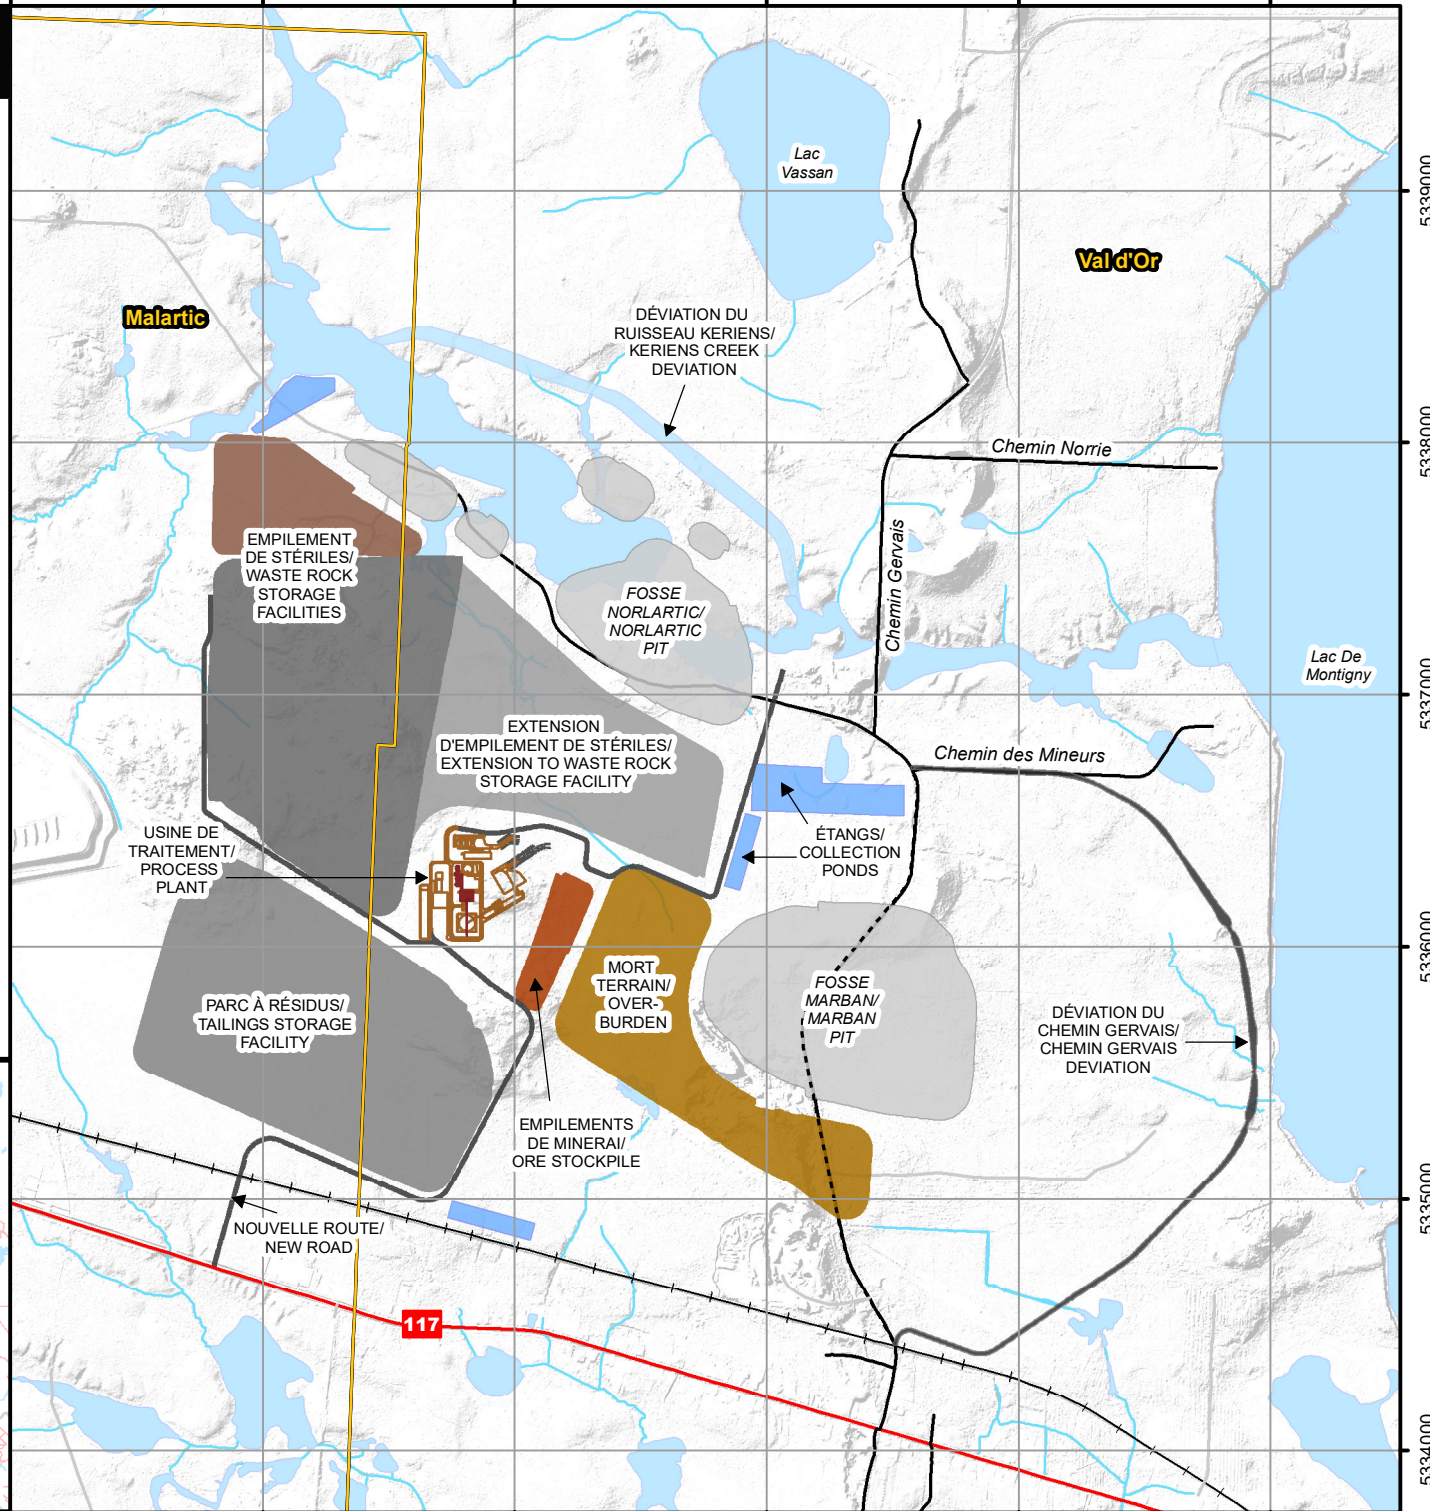 Lac
Vassan
5339000
Val d'Or
Malartic
DÉVIATION DU
RUISSEAU KERIENS/
KERIENS CREEK
DEVIATION
5338000
Chemin Norrie
Chemin Gervais
EMPILEMENT
DE STÉRILES/
WASTE ROCK
STORAGE
FACILITIES
FOSSE
NORLARTIC/
NORLARTIC
PIT
Lac De
Montigny
5337000
EXTENSION
D'EMPILEMENT DE STÉRILES/
EXTENSION TO WASTE ROCK
STORAGE FACILITY
Chemin des Mineurs
USINE DE
TRAITEMENT/
PROCESS
PLANT
ÉTANGS/
COLLECTION
PONDS
5336000
MORT
TERRAIN/
OVER-
BURDEN
FOSSE
MARBAN/
MARBAN
PIT
PARC À RÉSIDUS/
TAILINGS STORAGE
FACILITY
DÉVIATION DU
CHEMIN GERVAIS/
CHEMIN GERVAIS
DEVIATION
EMPILEMENTS
DE MINERAI/
ORE STOCKPILE
5335000
NOUVELLE ROUTE/
NEW ROAD
117
5334000